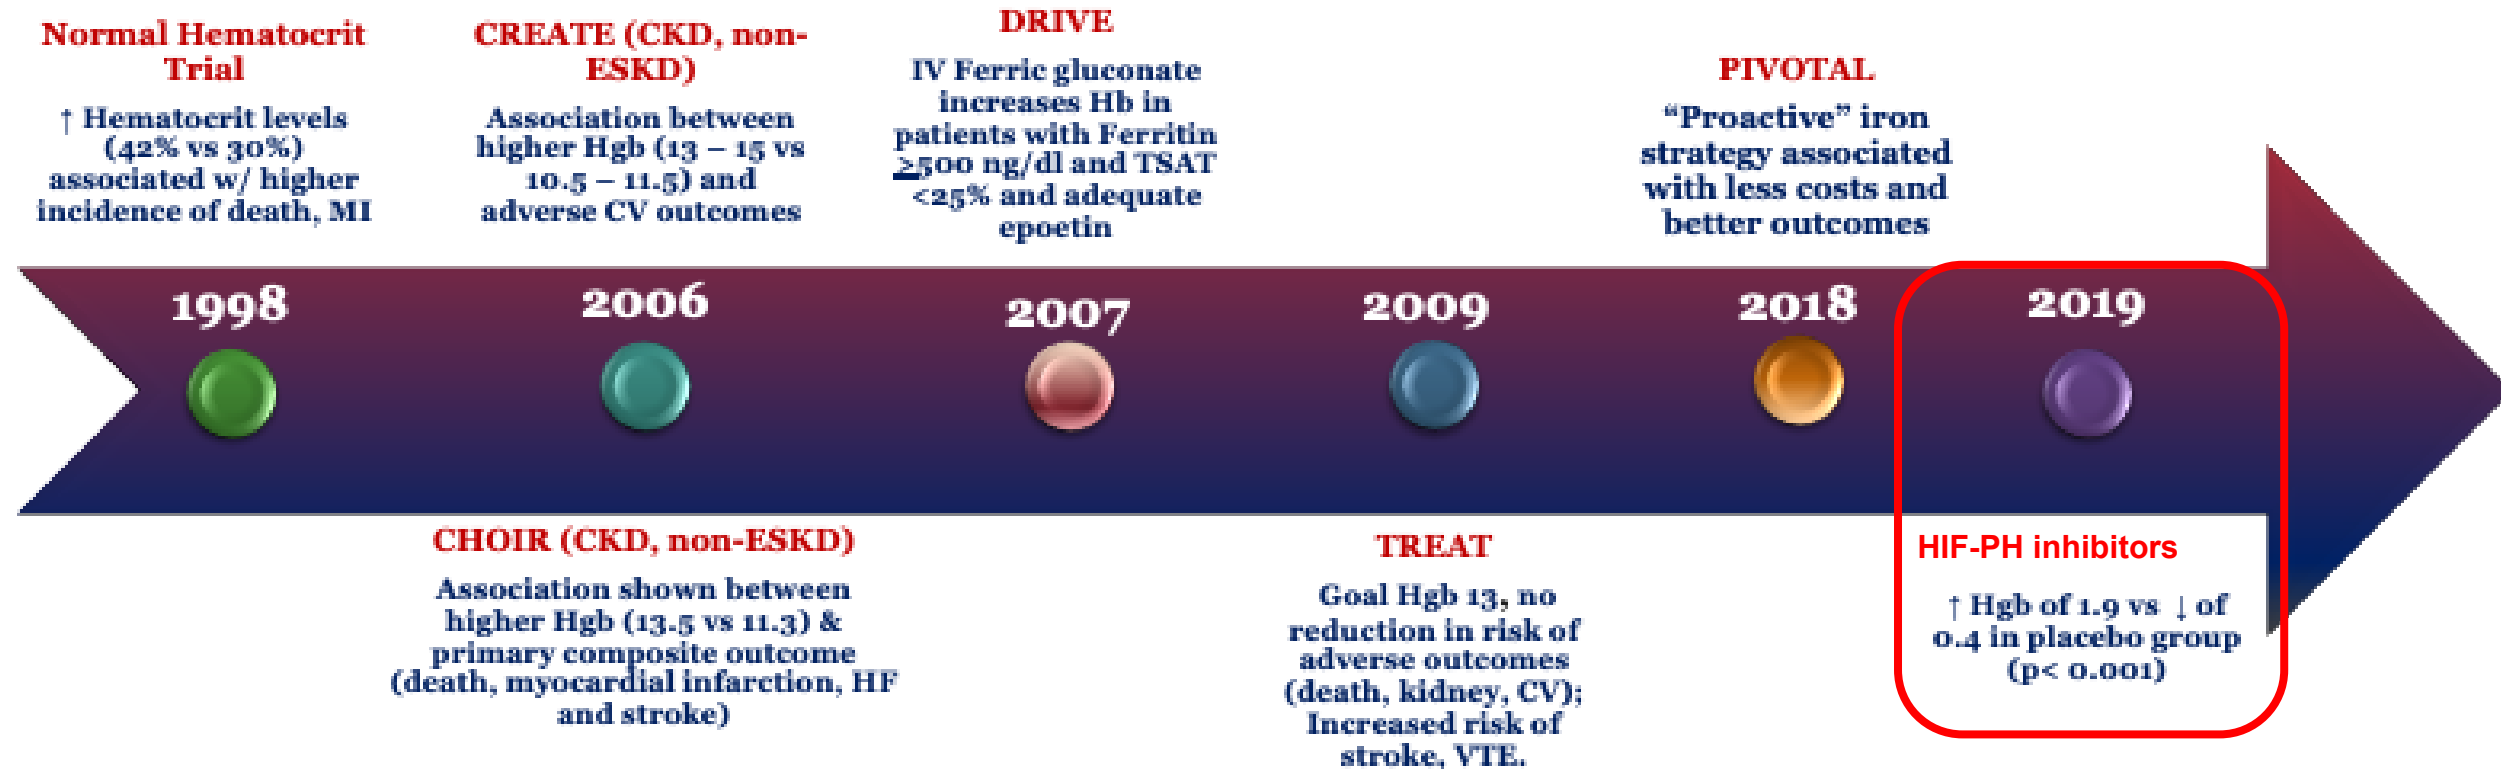 Normal Hematocrit
Trial
↑ Hematocrit levels
(42% vs 30%)
associated w/ higher
incidence of death, MI
CREATE (CKD, non-
ESKD)
Association between
higher Hgb (13 – 15 vs
10.5 – 11.5) and
adverse CV outcomes
DRIVE
IV Ferric gluconate
increases Hb in
patients with Ferritin
≥500 ng/dl and TSAT
<25% and adequate
epoetin
PIVOTAL
“Proactive” iron
strategy associated
with less costs and
better outcomes
1998
2006
2007
2009
2018
2019
CHOIR (CKD, non-ESKD)
Association shown between
higher Hgb (13.5 vs 11.3) &
primary composite outcome
(death, myocardial infarction, HF
and stroke)
TREAT
Goal Hgb 13, no
reduction in risk of
adverse outcomes
(death, kidney, CV);
Increased risk of
stroke, VTE.
HIF-PH inhibitors
↑ Hgb of 1.9 vs ↓ of
0.4 in placebo group
(p< 0.001)